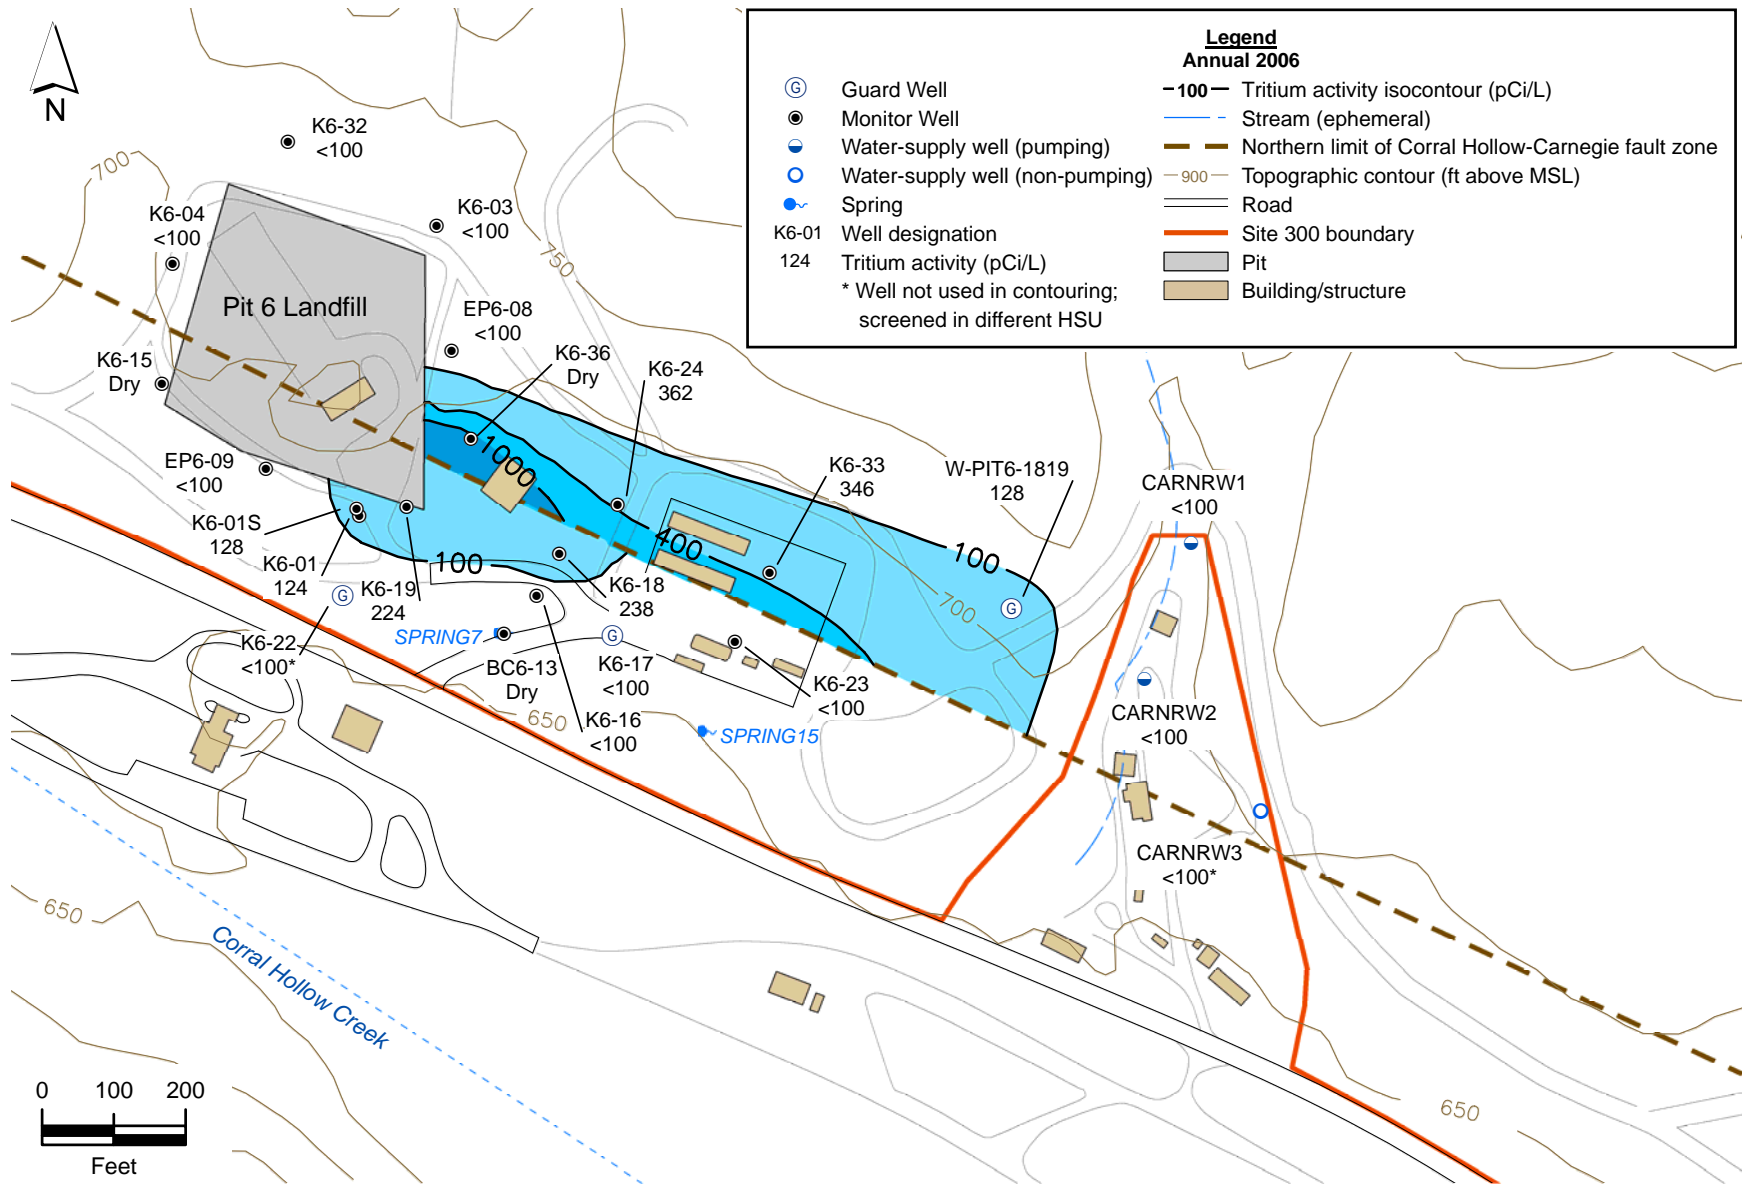 Legend
Annual 2006
Guard Well
Monitor Well
Water-supply well (pumping)
Water-supply well (non-pumping)
Spring
K6-01 Well designation
124 Tritium activity (pCi/L)
* Well not used in contouring;
screened in different HSU
100 Tritium activity isocontour (pCi/L)
Stream (ephemeral)
Northern limit of Corral Hollow-Carnegie fault zone
900 Topographic contour (ft above MSL)
Road
Site 300 boundary
Pit
Building/structure
G
N
K6-32
<100
700
K6-04
<100
K6-03
<100
750
Pit 6 Landfill
EP6-08
<100
K6-36
Dry
K6-15
Dry
K6-24
362
1000
EP6-09
<100
K6-33
346
W-PIT6-1819
128
CARNRW1
<100
K6-01S
128
400
100
100
K6-01
124
K6-19
224
K6-18
238
700
G
G
G
SPRING7
K6-22
<100*
BC6-13
Dry
K6-17
<100
K6-23
<100
650
K6-16
<100
SPRING15
CARNRW2
<100
CARNRW3
<100*
650
Corral Hollow Creek
650
0 100 200
Feet